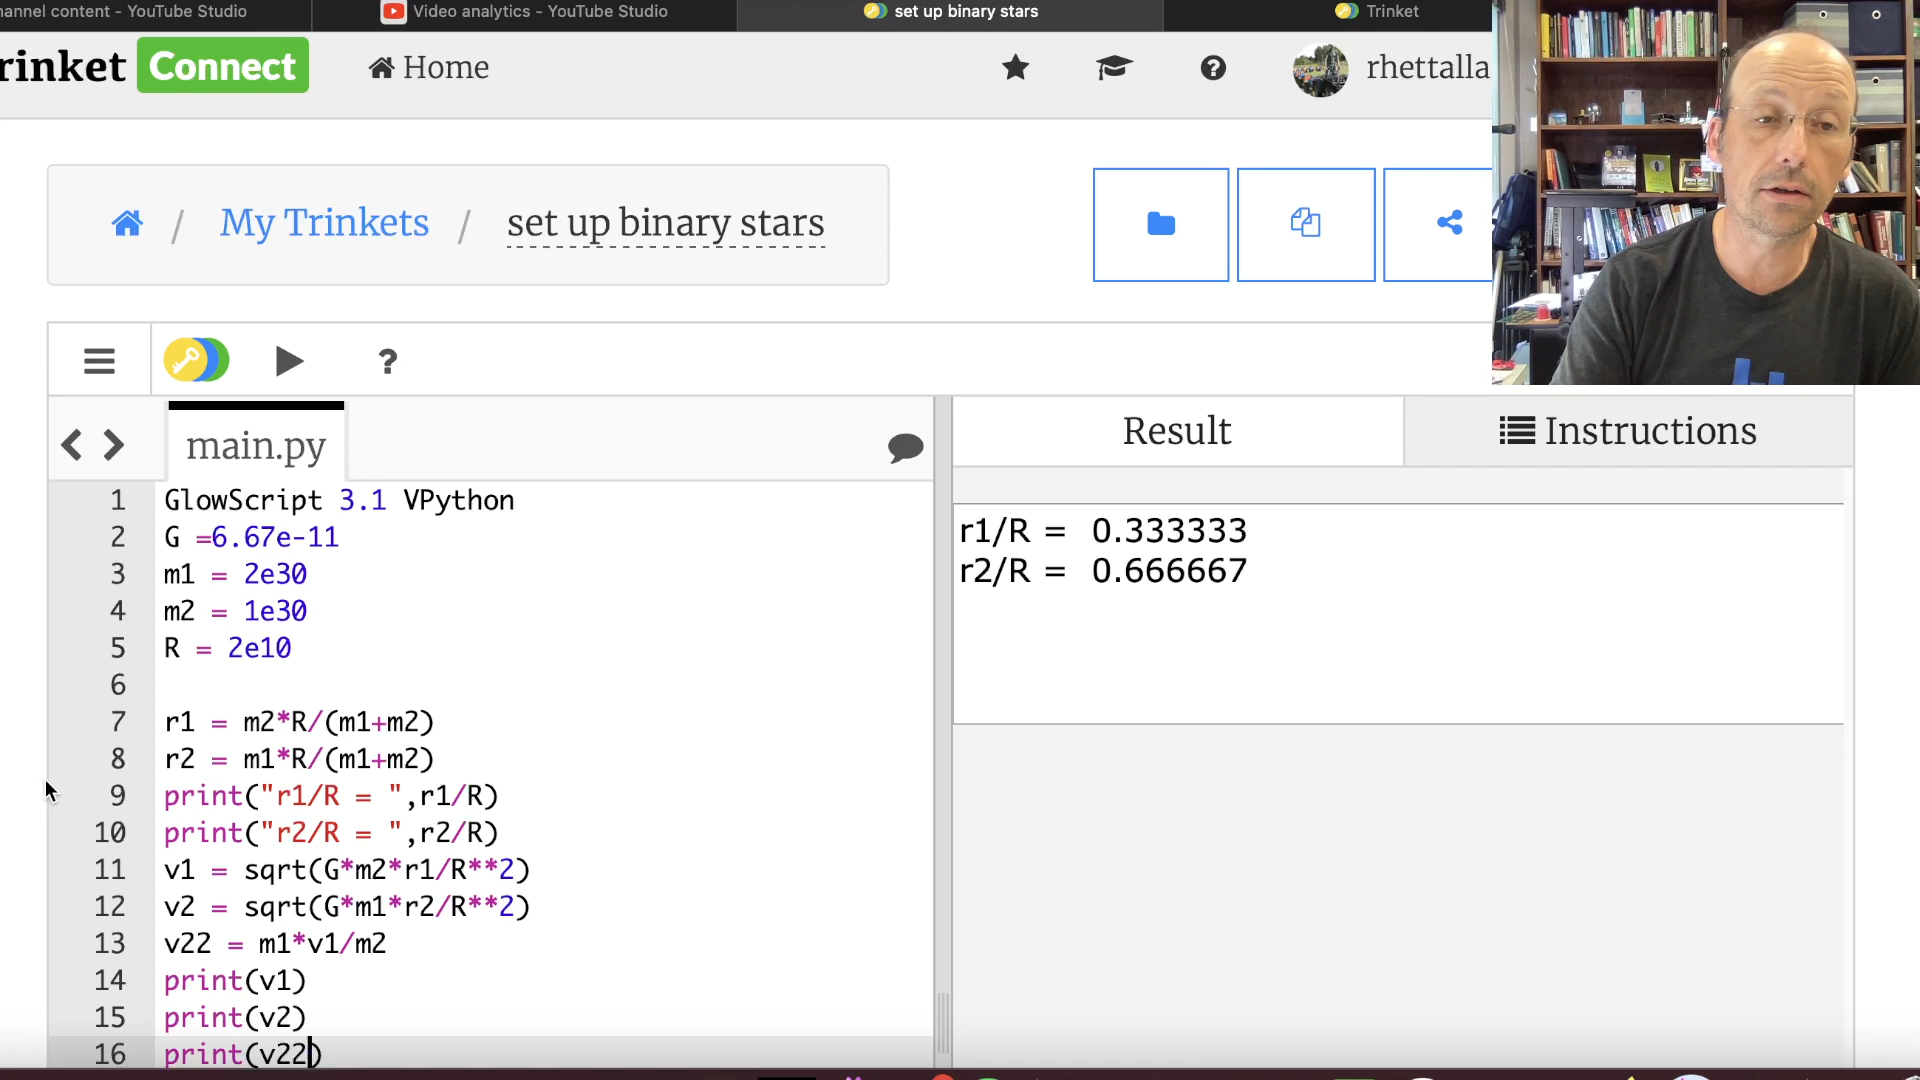 hannel content - YouTube Studio
Video analytics - YouTube Studio
set up binary stars
Trinket
rinket Connect
Home
rhettalla
/ My Trinkets / set up binary stars
?
main.py
Result
Instructions
1 GlowScript 3.1 VPython
2 G =6.67e-11
3 m1 = 2e30
4 m2 = 1e30
5 R = 2e10
6
7 r1 = m2*R/(m1+m2)
8 r2 = m1*R/(m1+m2)
9 print("r1/R = ",r1/R)
10 print("r2/R = ",r2/R)
11 v1 = sqrt(G*m2*r1/R**2)
12 v2 = sqrt(G*m1*r2/R**2)
13 v22 = m1*v1/m2
14 print(v1)
15 print(v2)
16 print(v22)
r1/R = 0.333333
r2/R = 0.666667